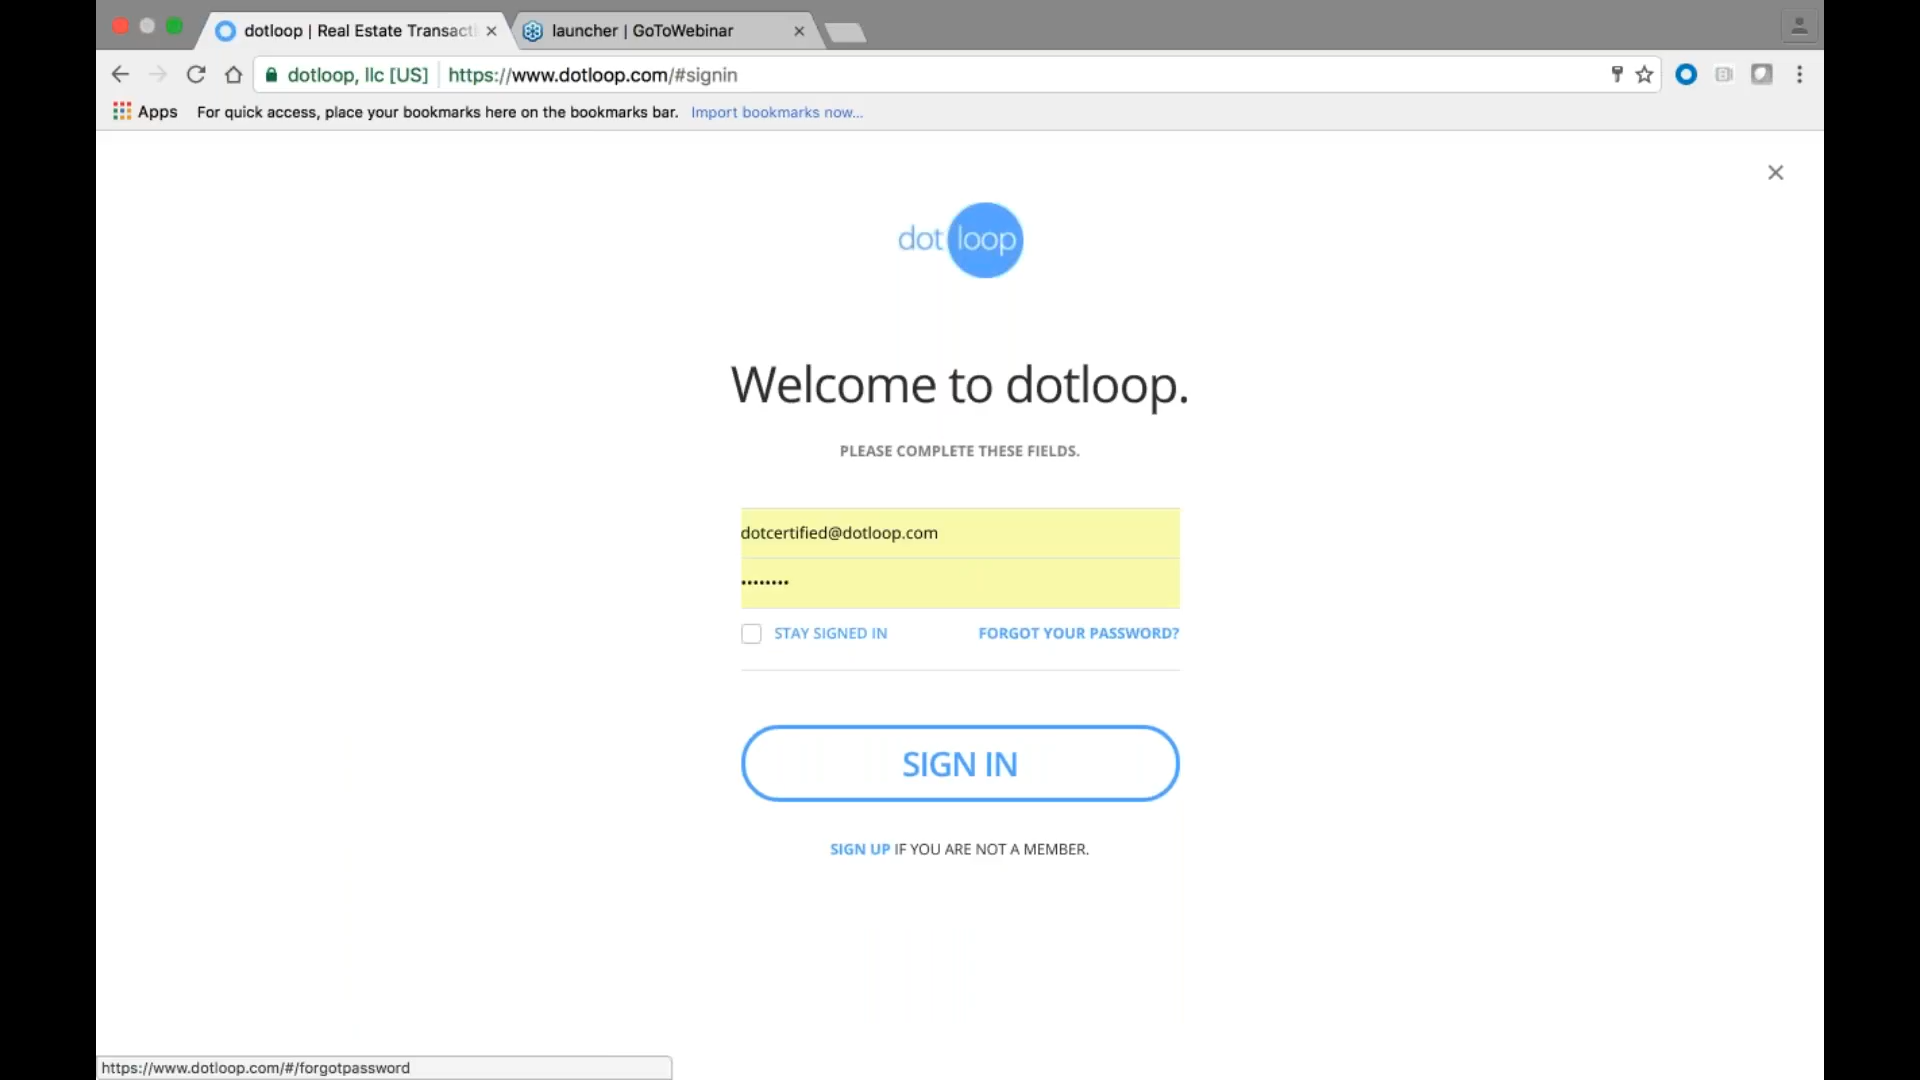 dotloop | Real Estate Transacti
launcher | GoToWebinar
dotloop, llc [US]
https://www.dotloop.com/#signin
Apps
For quick access, place your bookmarks here on the bookmarks bar.
Import bookmarks now...
dot loop
Welcome to dotloop.
PLEASE COMPLETE THESE FIELDS.
dotcertified@dotloop.com
••••••••
STAY SIGNED IN
FORGOT YOUR PASSWORD?
SIGN IN
SIGN UP IF YOU ARE NOT A MEMBER.
https://www.dotloop.com/#/forgotpassword